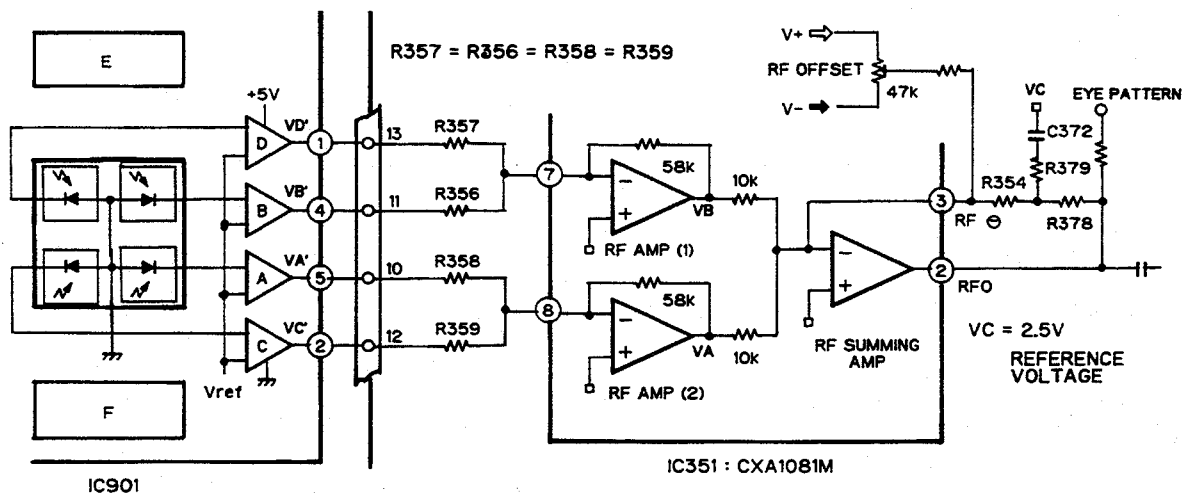 E
R357 = R356 = R358 = R359
V+
RF OFFSET
V-
47k
VC
EYE PATTERN
+5V
D
VD'
1
13
R357
C372
R379
7
58k
10k
3
R354
RF ⊖
R378
B
VB'
4
11
R356
−
+
VB
RF AMP (1)
A
VA'
5
10
R358
−
+
2
RFO
C
VC'
2
12
R359
8
58k
−
+
VA
10k
RF SUMMING
AMP
VC = 2.5V
REFERENCE
VOLTAGE
Vref
RF AMP (2)
F
IC901
IC351 : CXA1081M